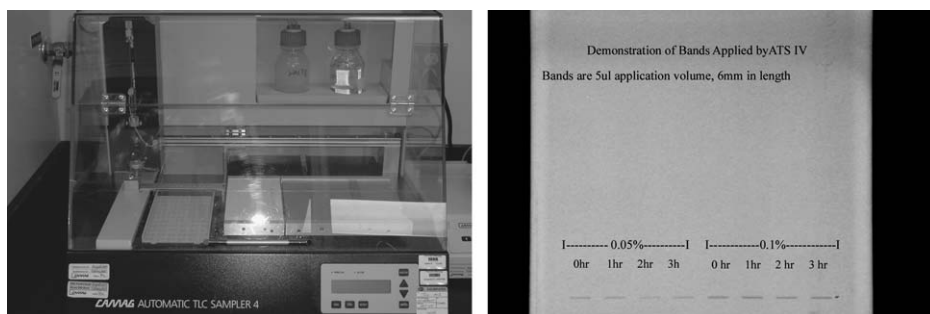 CAMAG AUTOMATIC TLC SAMPLER 4
Demonstration of Bands Applied byATS IV
Bands are 5ul application volume, 6mm in length
I---------- 0.05%----------I I------------0.1%------------I
0hr 1hr 2hr 3h 0 hr 1hr 2 hr 3 hr